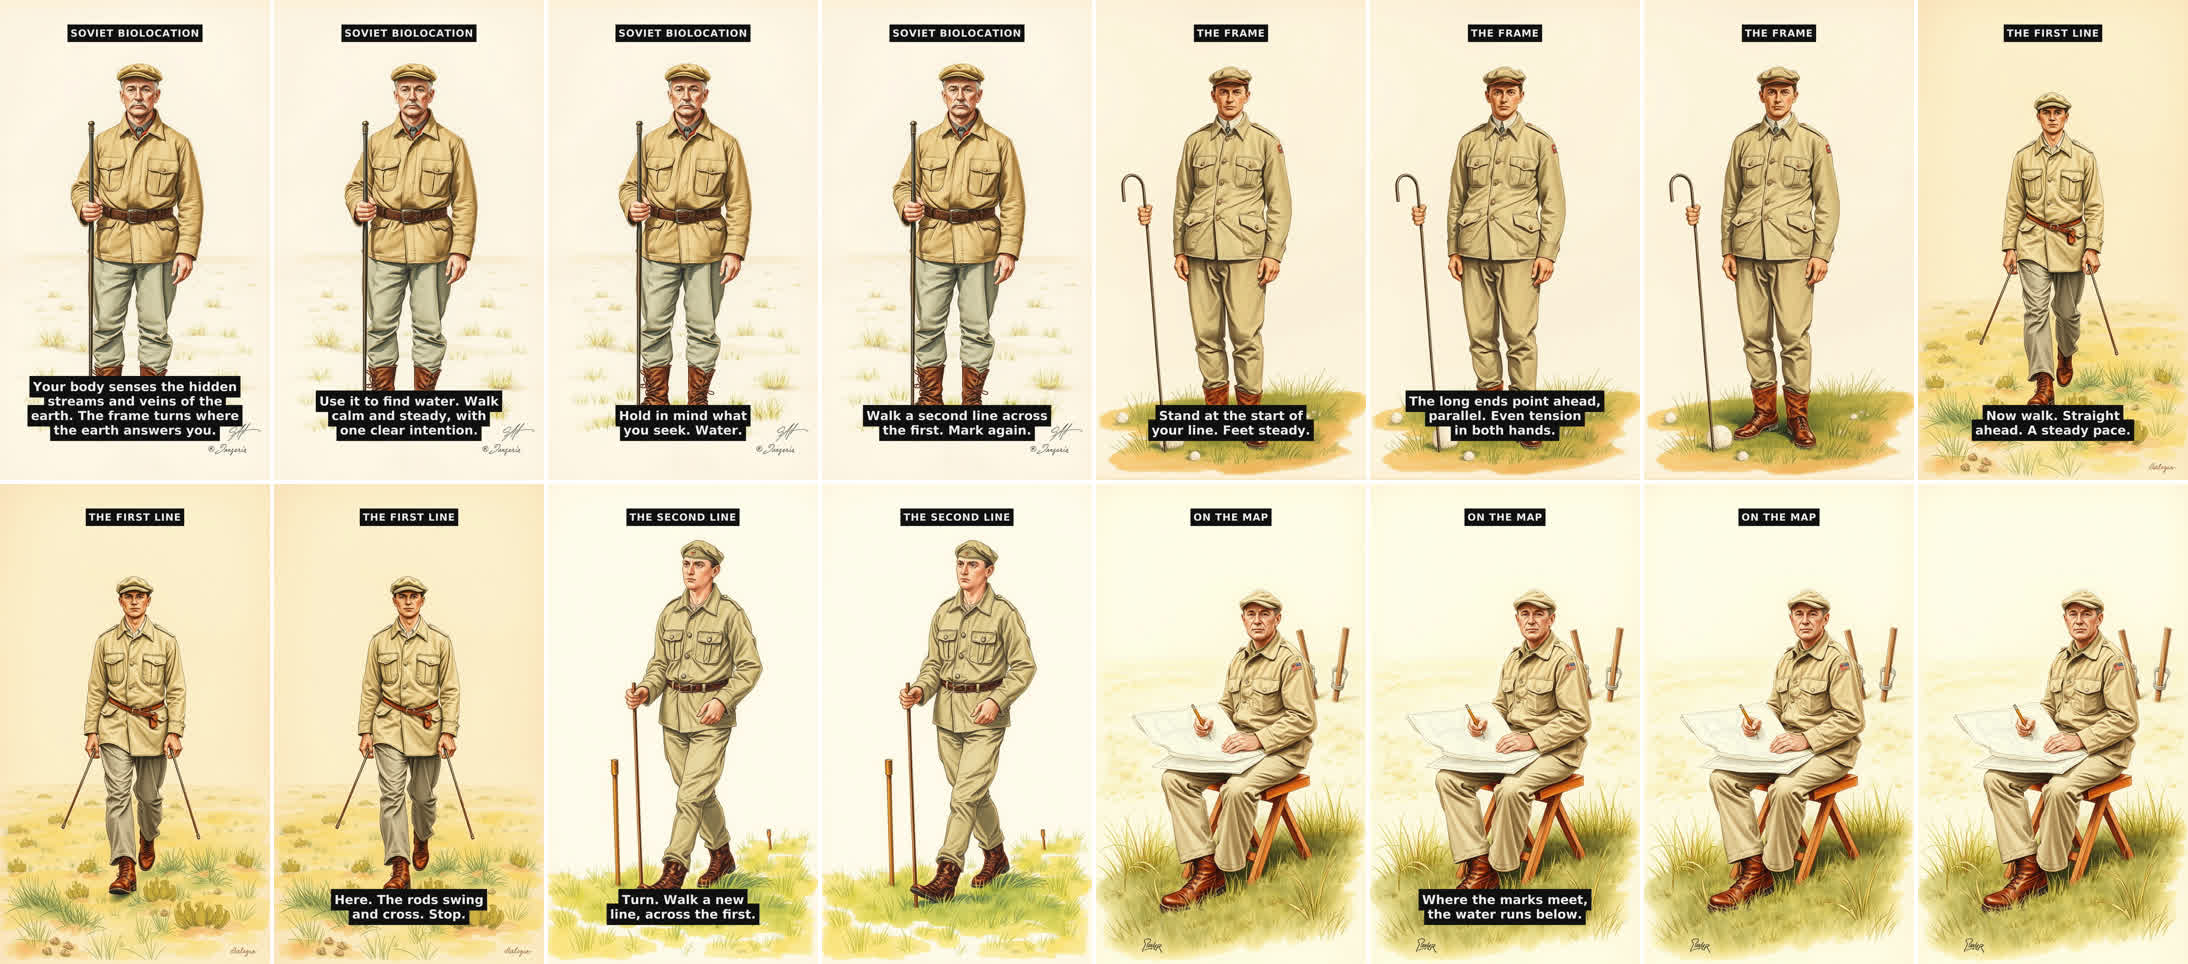 SOVIET BIOLOCATION
Your body senses the hidden
streams and veins of the
earth. The frame turns where
the earth answers you.
SOVIET BIOLOCATION
Use it to find water. Walk
calm and steady, with
one clear intention.
SOVIET BIOLOCATION
Hold in mind what
you seek. Water.
SOVIET BIOLOCATION
Walk a second line across
the first. Mark again.
THE FRAME
Stand at the start of
your line. Feet steady.
THE FRAME
The long ends point ahead,
parallel. Even tension
in both hands.
THE FRAME
THE FIRST LINE
Now walk. Straight
ahead. A steady pace.
THE FIRST LINE
THE FIRST LINE
Here. The rods swing
and cross. Stop.
THE SECOND LINE
Turn. Walk a new
line, across the first.
THE SECOND LINE
ON THE MAP
ON THE MAP
Where the marks meet,
the water runs below.
ON THE MAP